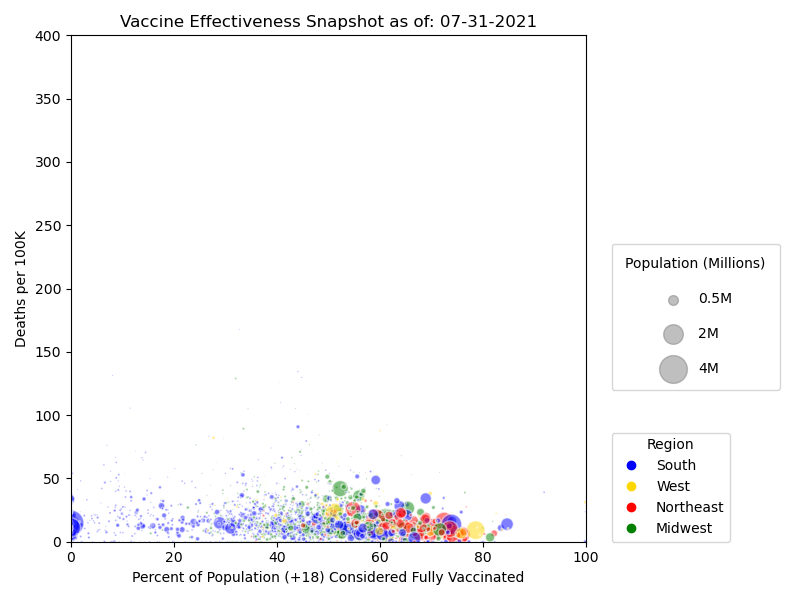 Vaccine Effectiveness Snapshot as of: 07-31-2021
400
350
300
250
200
150
100
50
0
Deaths per 100K
0 20 40 60 80 100
Percent of Population (+18) Considered Fully Vaccinated
Population (Millions)
0.5M
2M
4M
Region
South
West
Northeast
Midwest